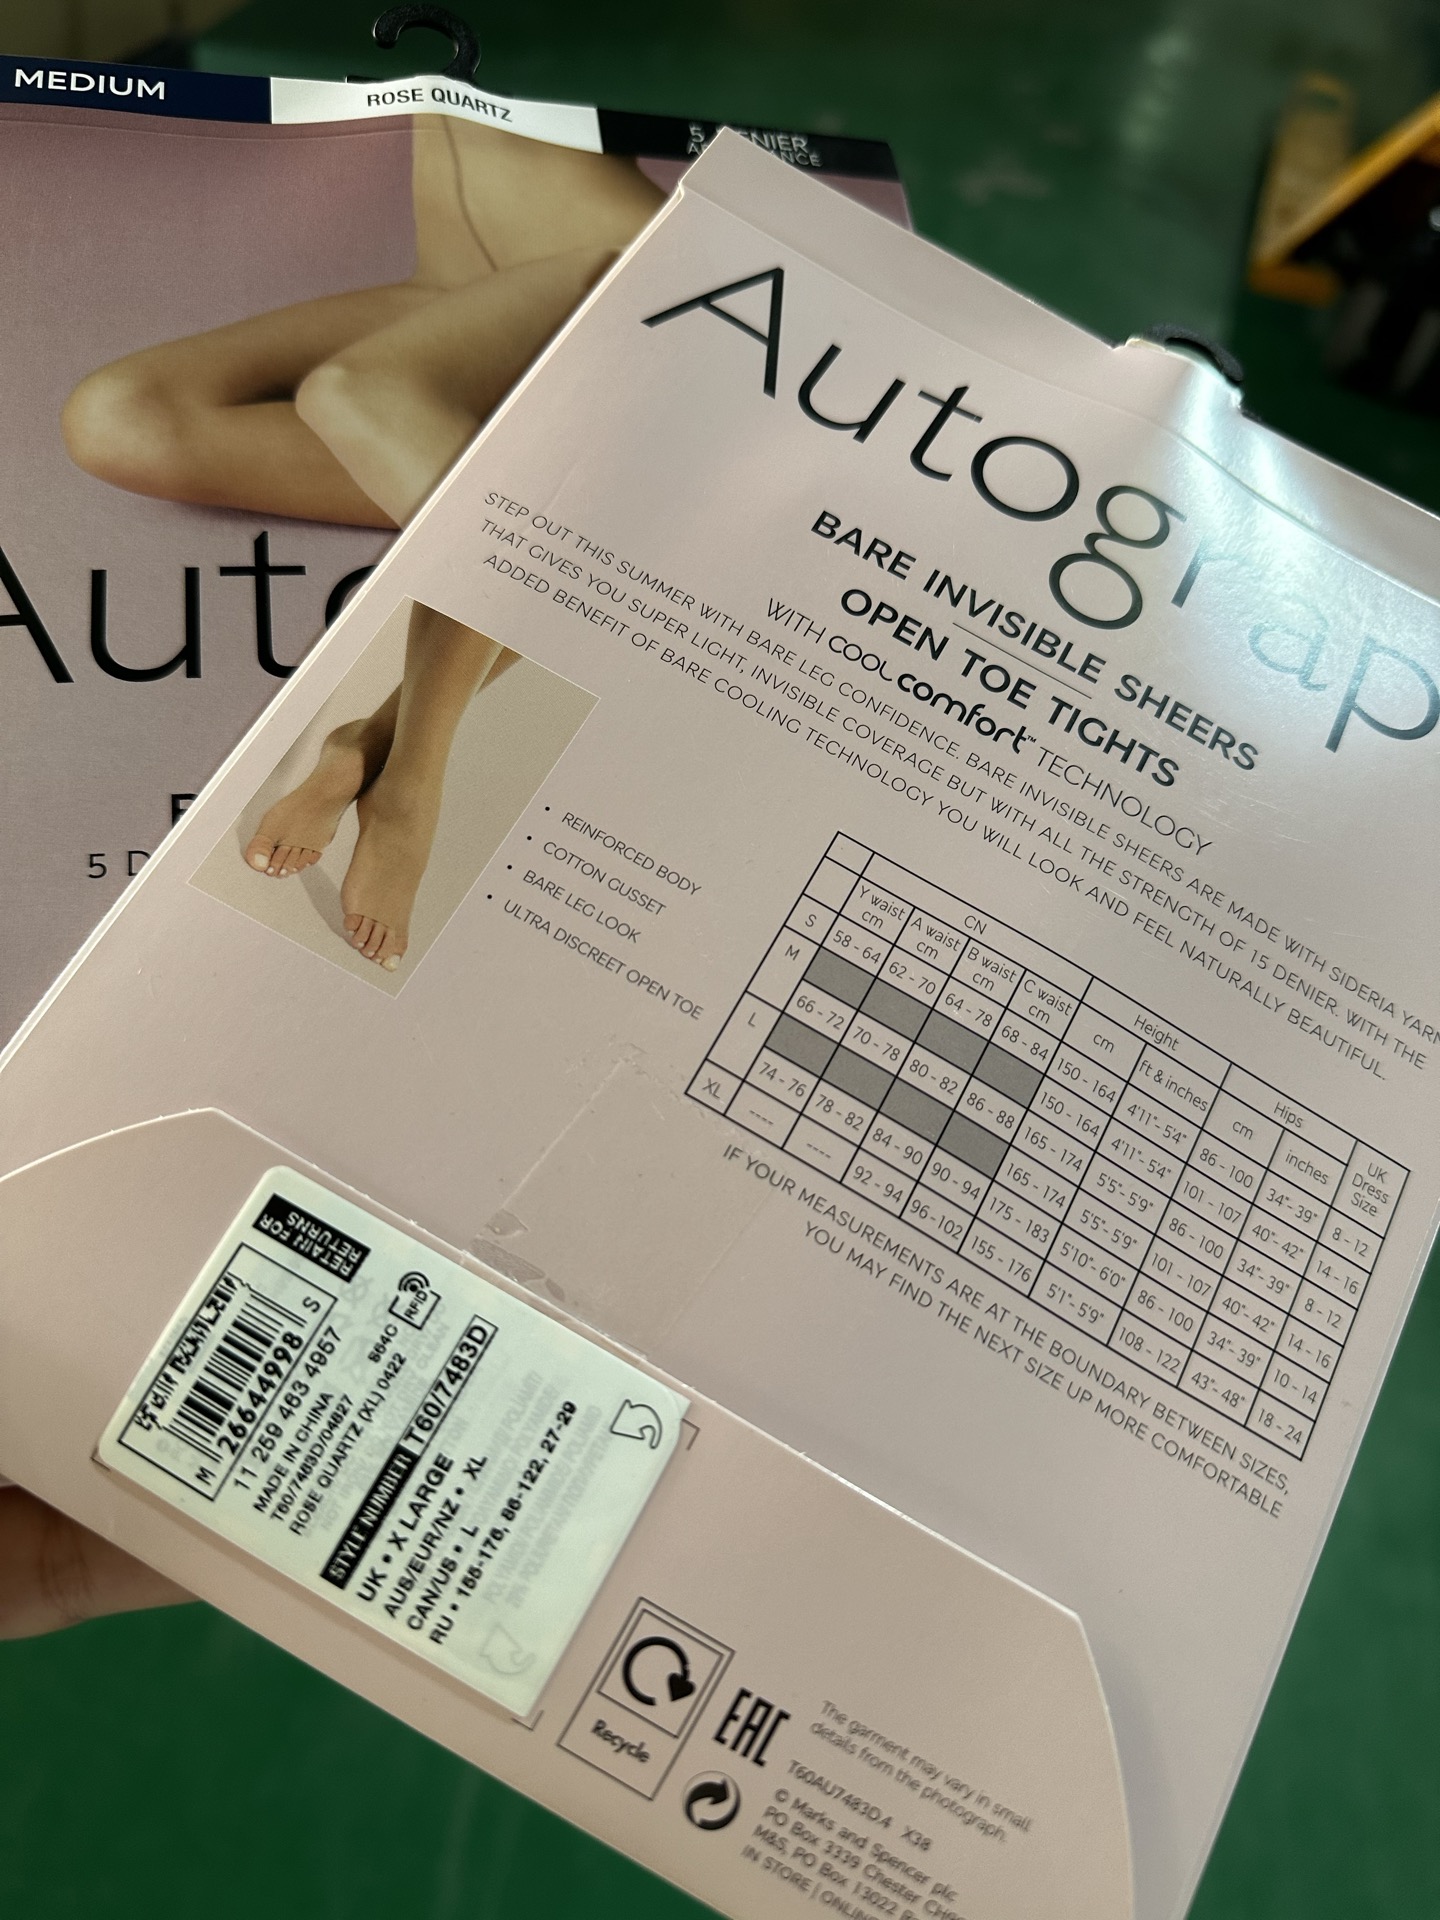 MEDIUM
ROSE QUARTZ
5 DENIER
Auto
5 D
Autograp
BARE INVISIBLE SHEERS
OPEN TOE TIGHTS
WITH COOL comfort™ TECHNOLOGY
STEP OUT THIS SUMMER WITH BARE LEG CONFIDENCE. BARE INVISIBLE SHEERS ARE MADE WITH SIDERIA YARN
THAT GIVES YOU SUPER LIGHT, INVISIBLE COVERAGE BUT WITH ALL THE STRENGTH OF 15 DENIER. WITH THE
ADDED BENEFIT OF BARE COOLING TECHNOLOGY YOU WILL LOOK AND FEEL NATURALLY BEAUTIFUL.
• REINFORCED BODY
• COTTON GUSSET
• BARE LEG LOOK
• ULTRA DISCREET OPEN TOE
CN Height Hips UK Dress Size
Y waist cm A waist cm B waist cm C waist cm cm ft & inches cm inches
S 58 - 64 62 - 70 64 - 78 68 - 84 150 - 164 4'11"- 5'4" 86 - 100 34"- 39" 8 - 12
M 150 - 164 4'11"- 5'4" 101 - 107 40"- 42" 14 - 16
66 - 72 70 - 78 80 - 82 86 - 88 165 - 174 5'5"- 5'9" 86 - 100 34"- 39" 8 - 12
L 165 - 174 5'5"- 5'9" 101 - 107 40"- 42" 14 - 16
74 - 76 78 - 82 84 - 90 90 - 94 175 - 183 5'10"- 6'0" 86 - 100 34"- 39" 10 - 14
XL ---- ---- 92 - 94 96 - 102 155 - 176 5'1"- 5'9" 108 - 122 43"- 48" 18 - 24
IF YOUR MEASUREMENTS ARE AT THE BOUNDARY BETWEEN SIZES,
YOU MAY FIND THE NEXT SIZE UP MORE COMFORTABLE
RETAIN FOR
RETURNS
RFID
M 26644998 S
11 259 463 4957
MADE IN CHINA S64C
T60/7483D/04827
ROSE QUARTZ (XL) 0422
STYLE NUMBER T60/7483D
UK • X LARGE
AUS/EUR/NZ • XL
CAN/US • L
RU • 155-176, 86-122, 27-29
Recycle
EAC
The garment may vary in small
details from the photograph.
T60AU7483D.4 X38
© Marks and Spencer plc
PO Box 3339 Chester
M&S, PO Box 13022
IN STORE | ONLINE